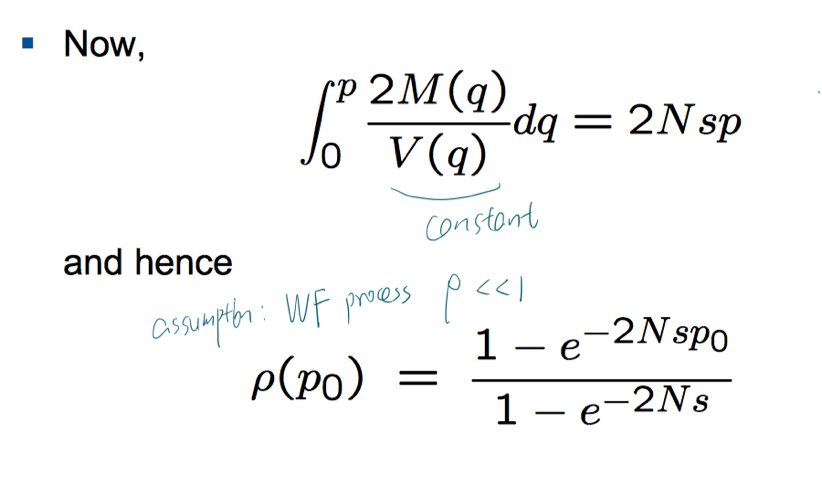 ▪ Now,
∫₀ᵖ 2M(q)/V(q) dq = 2Nsp
constant
and hence
assumption: WF process p <<1
ρ(p₀) = (1 − e^{−2Nsp₀})/(1 − e^{−2Ns})